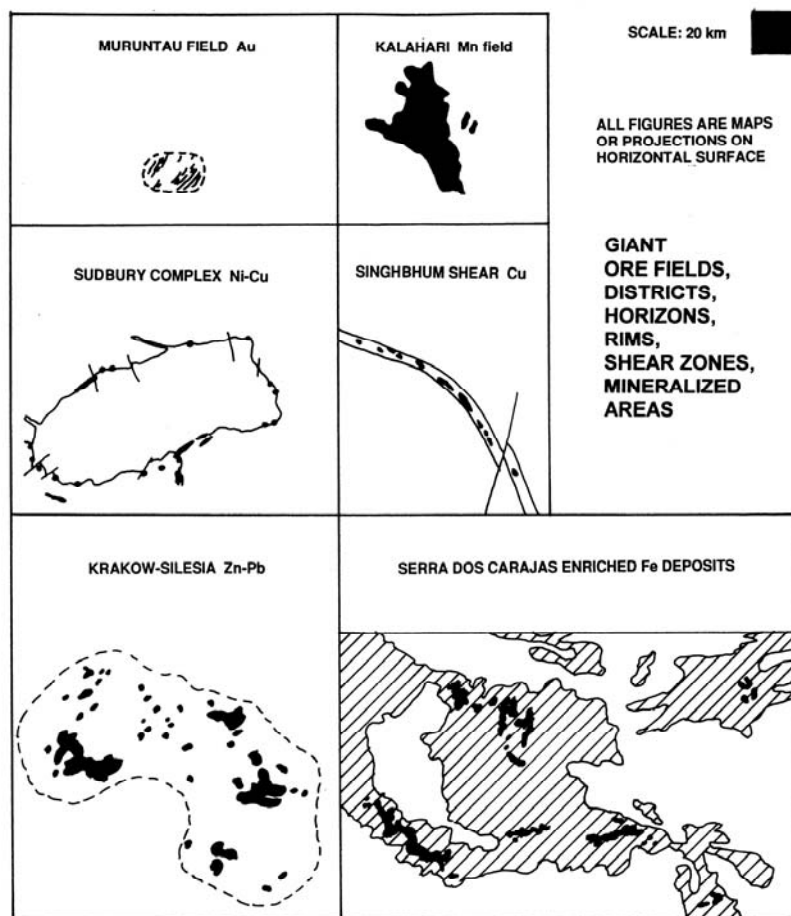 MURUNTAU FIELD Au
KALAHARI Mn field
SCALE: 20 km
ALL FIGURES ARE MAPS
OR PROJECTIONS ON
HORIZONTAL SURFACE
GIANT
ORE FIELDS,
DISTRICTS,
HORIZONS,
RIMS,
SHEAR ZONES,
MINERALIZED
AREAS
SUDBURY COMPLEX Ni-Cu
SINGHBHUM SHEAR Cu
KRAKOW-SILESIA Zn-Pb
SERRA DOS CARAJAS ENRICHED Fe DEPOSITS